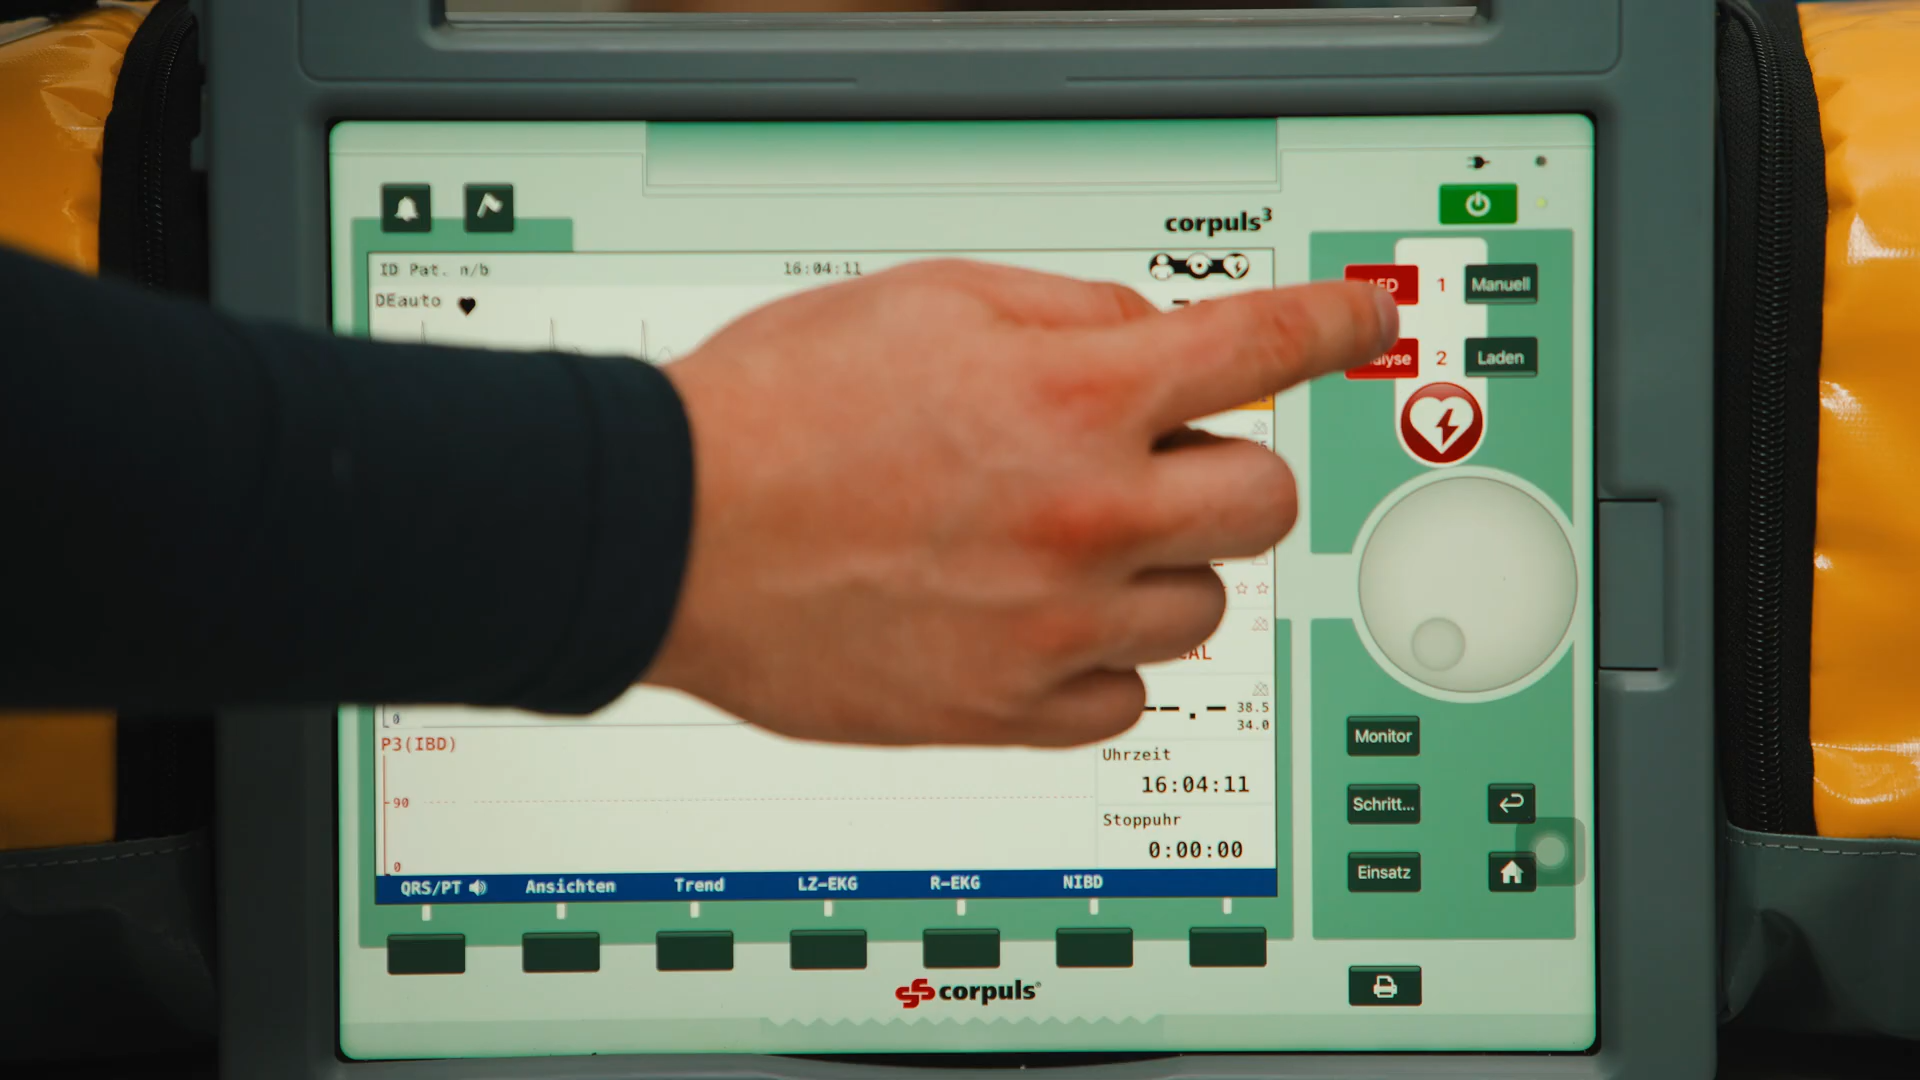 corpuls³
ID Pat. n/b
16:04:11
DEauto
1
Manuell
2
Laden
0
38.5
34.0
P3(IBD)
90
0
Uhrzeit
16:04:11
Stoppuhr
0:00:00
QRS/PT
Ansichten
Trend
LZ-EKG
R-EKG
NIBD
Monitor
Schritt...
Einsatz
corpuls